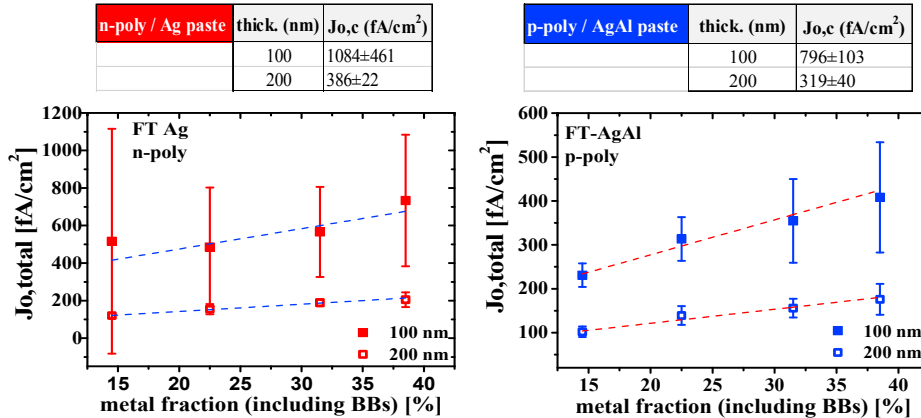 n-poly / Ag paste thick. (nm) Jo,c (fA/cm²)
100 1084±461
200 386±22
p-poly / AgAl paste thick. (nm) Jo,c (fA/cm²)
100 796±103
200 319±40
Jo,total [fA/cm²]
1200
1000
800
600
400
200
0
FT Ag
n-poly
100 nm
200 nm
15 20 25 30 35 40
metal fraction (including BBs) [%]
Jo,total [fA/cm²]
600
500
400
300
200
100
FT-AgAl
p-poly
100 nm
200 nm
15 20 25 30 35 40
metal fraction (including BBs) [%]